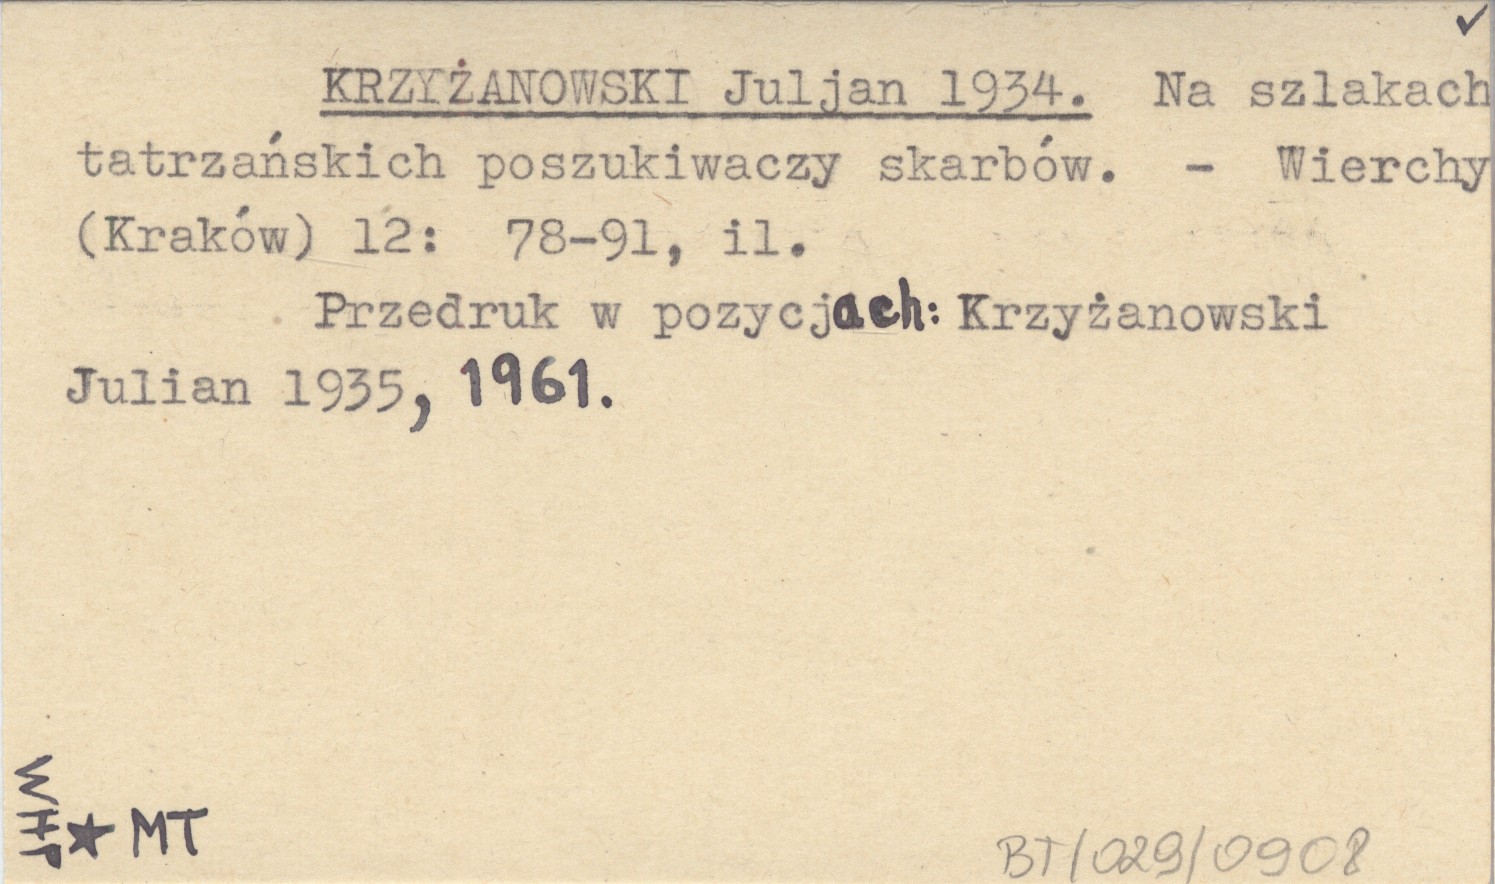 ✓
KRZYŻANOWSKI Juljan 1934. Na szlakach
tatrzańskich poszukiwaczy skarbów. - Wierchy
(Kraków) 12: 78-91, il.
Przedruk w pozycjach: Krzyżanowski
Julian 1935, 1961.
WHP
★ MT
BT/029/0908